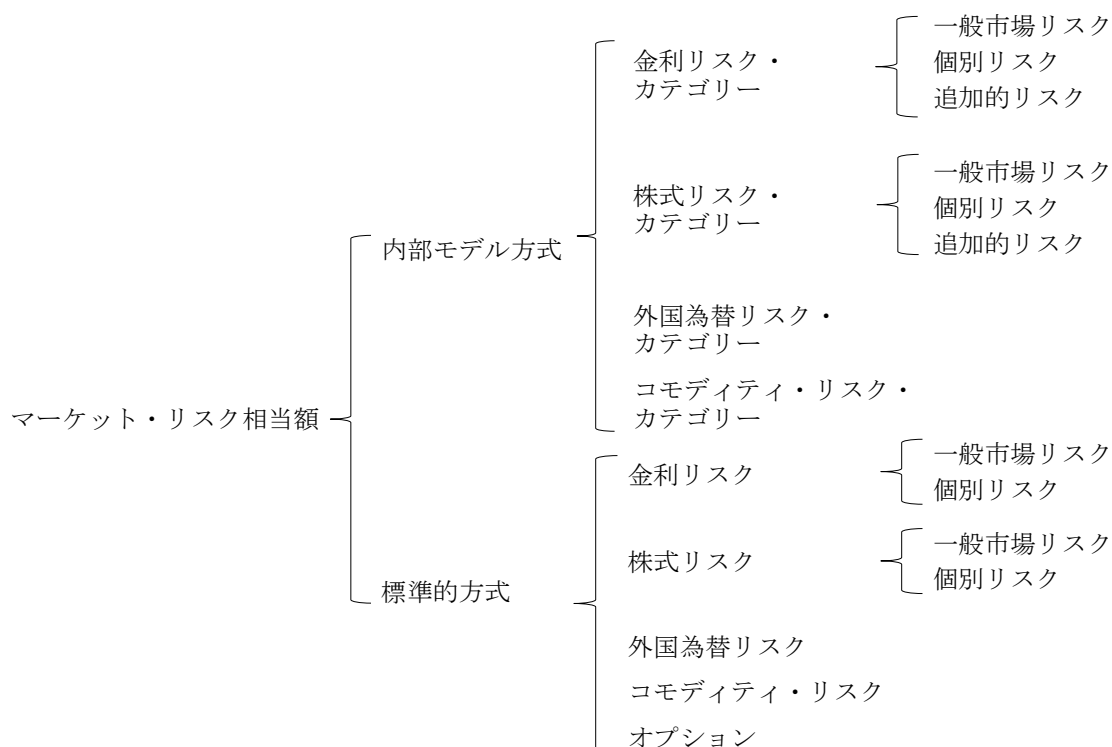 マーケット・リスク相当額
内部モデル方式
金利リスク・
カテゴリー
一般市場リスク
個別リスク
追加的リスク
株式リスク・
カテゴリー
一般市場リスク
個別リスク
追加的リスク
外国為替リスク・
カテゴリー
コモディティ・リスク・
カテゴリー
標準的方式
金利リスク
一般市場リスク
個別リスク
株式リスク
一般市場リスク
個別リスク
外国為替リスク
コモディティ・リスク
オプション